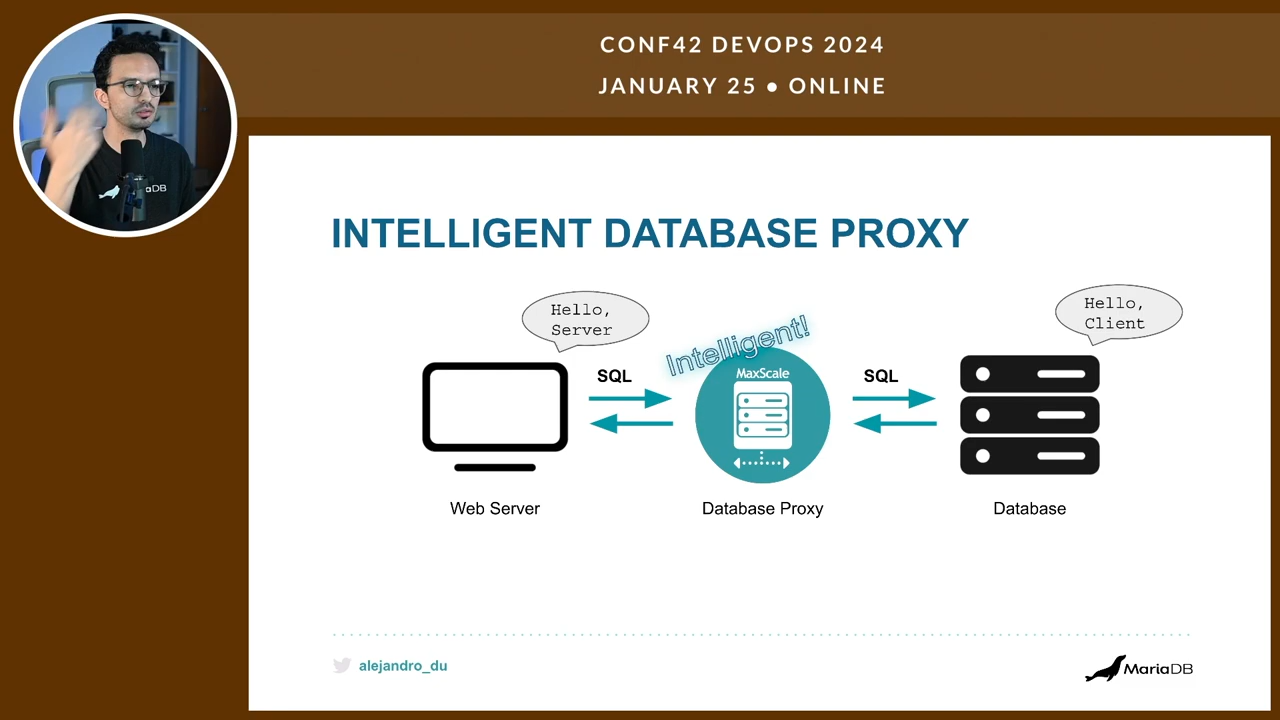 CONF42 DEVOPS 2024
JANUARY 25 • ONLINE
INTELLIGENT DATABASE PROXY
Hello,
Server
Hello,
Client
Intelligent!
SQL
MaxScale
SQL
Web Server
Database Proxy
Database
alejandro_du
MariaDB
aDB